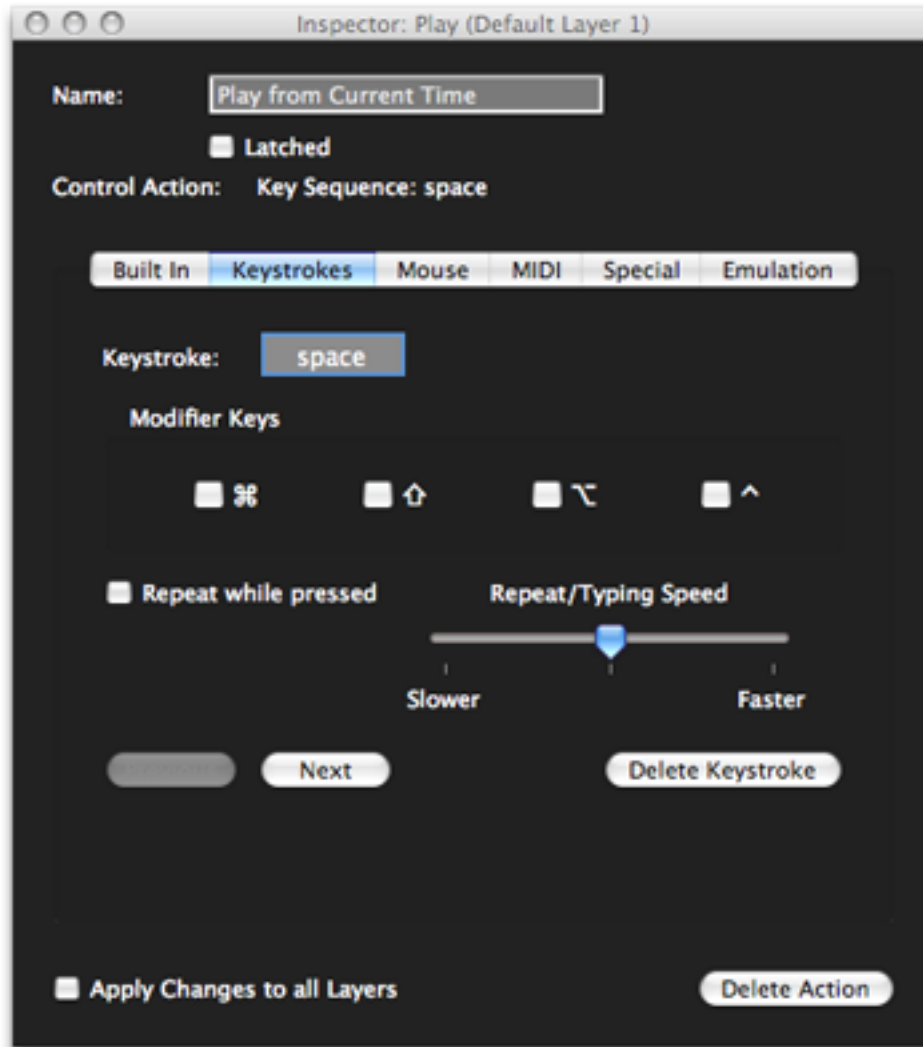 Inspector: Play (Default Layer 1)
Name: Play from Current Time
Latched
Control Action: Key Sequence: space
Built In Keystrokes Mouse MIDI Special Emulation
Keystroke: space
Modifier Keys
⌘ ⇧ ⌥ ^
Repeat while pressed Repeat/Typing Speed
Slower Faster
Next Delete Keystroke
Apply Changes to all Layers Delete Action